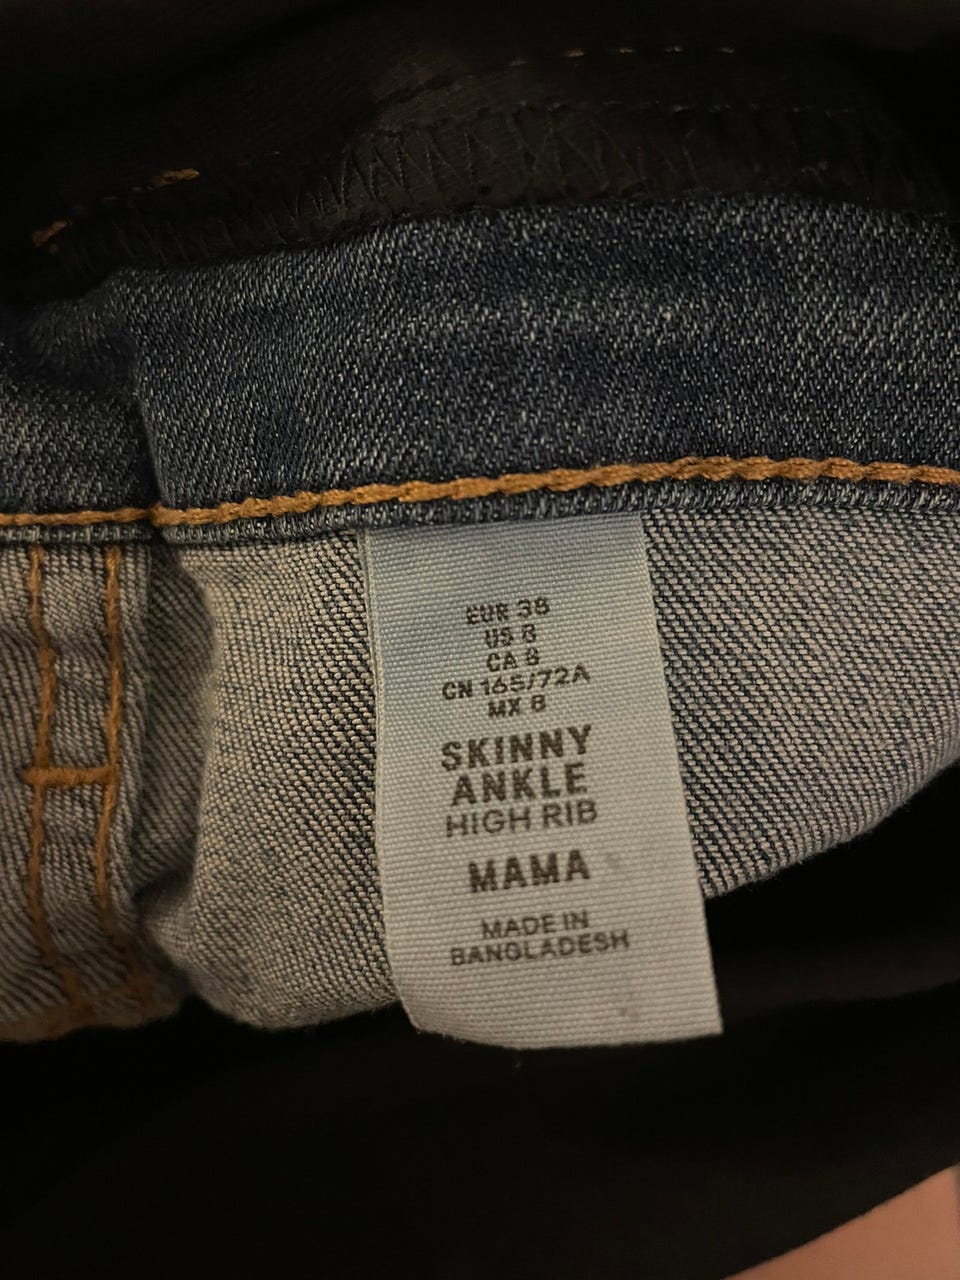 EUR 38
US 8
CA 8
CN 165/72A
MX 8
SKINNY
ANKLE
HIGH RIB
MAMA
MADE IN
BANGLADESH